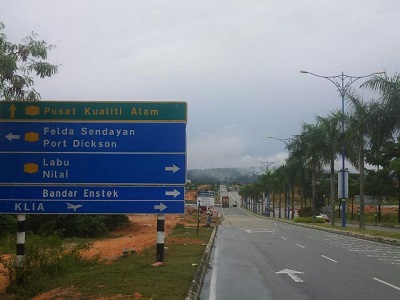 Pusat Kualiti Alam
Felda Sendayan
Port Dickson
Labu
Nilai
Bandar Enstek
KLIA